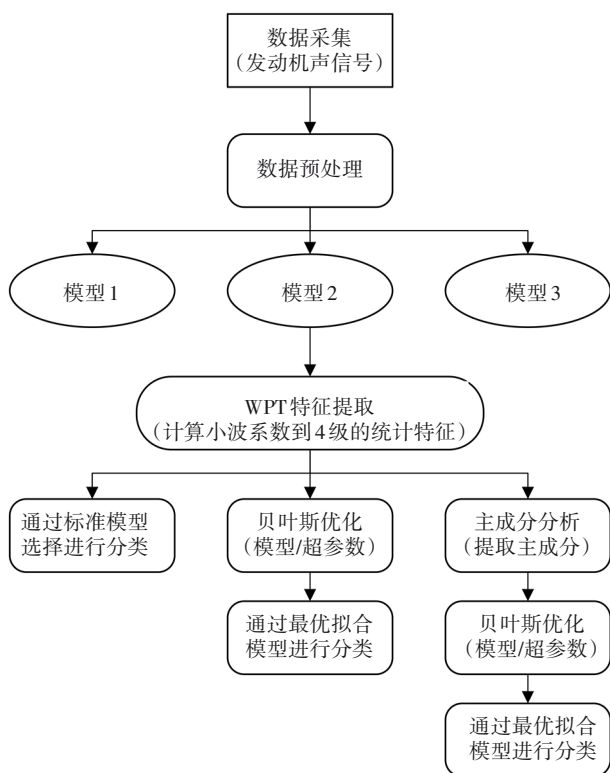 数据采集
（发动机声信号）
数据预处理
模型1
模型2
模型3
WPT特征提取
（计算小波系数到4级的统计特征）
通过标准模型
选择进行分类
贝叶斯优化
（模型/超参数）
主成分分析
（提取主成分）
通过最优拟合
模型进行分类
贝叶斯优化
（模型/超参数）
通过最优拟合
模型进行分类